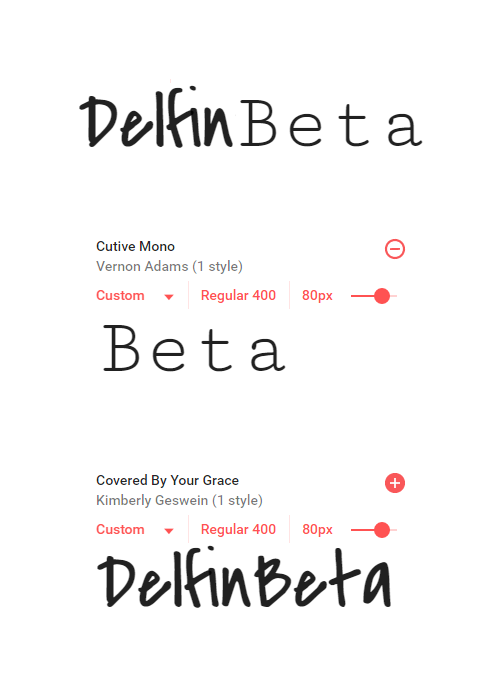 DelfinBeta
Cutive Mono
Vernon Adams (1 style)
Custom Regular 400 80px
Beta
Covered By Your Grace
Kimberly Geswein (1 style)
Custom Regular 400 80px
DelfinBeta